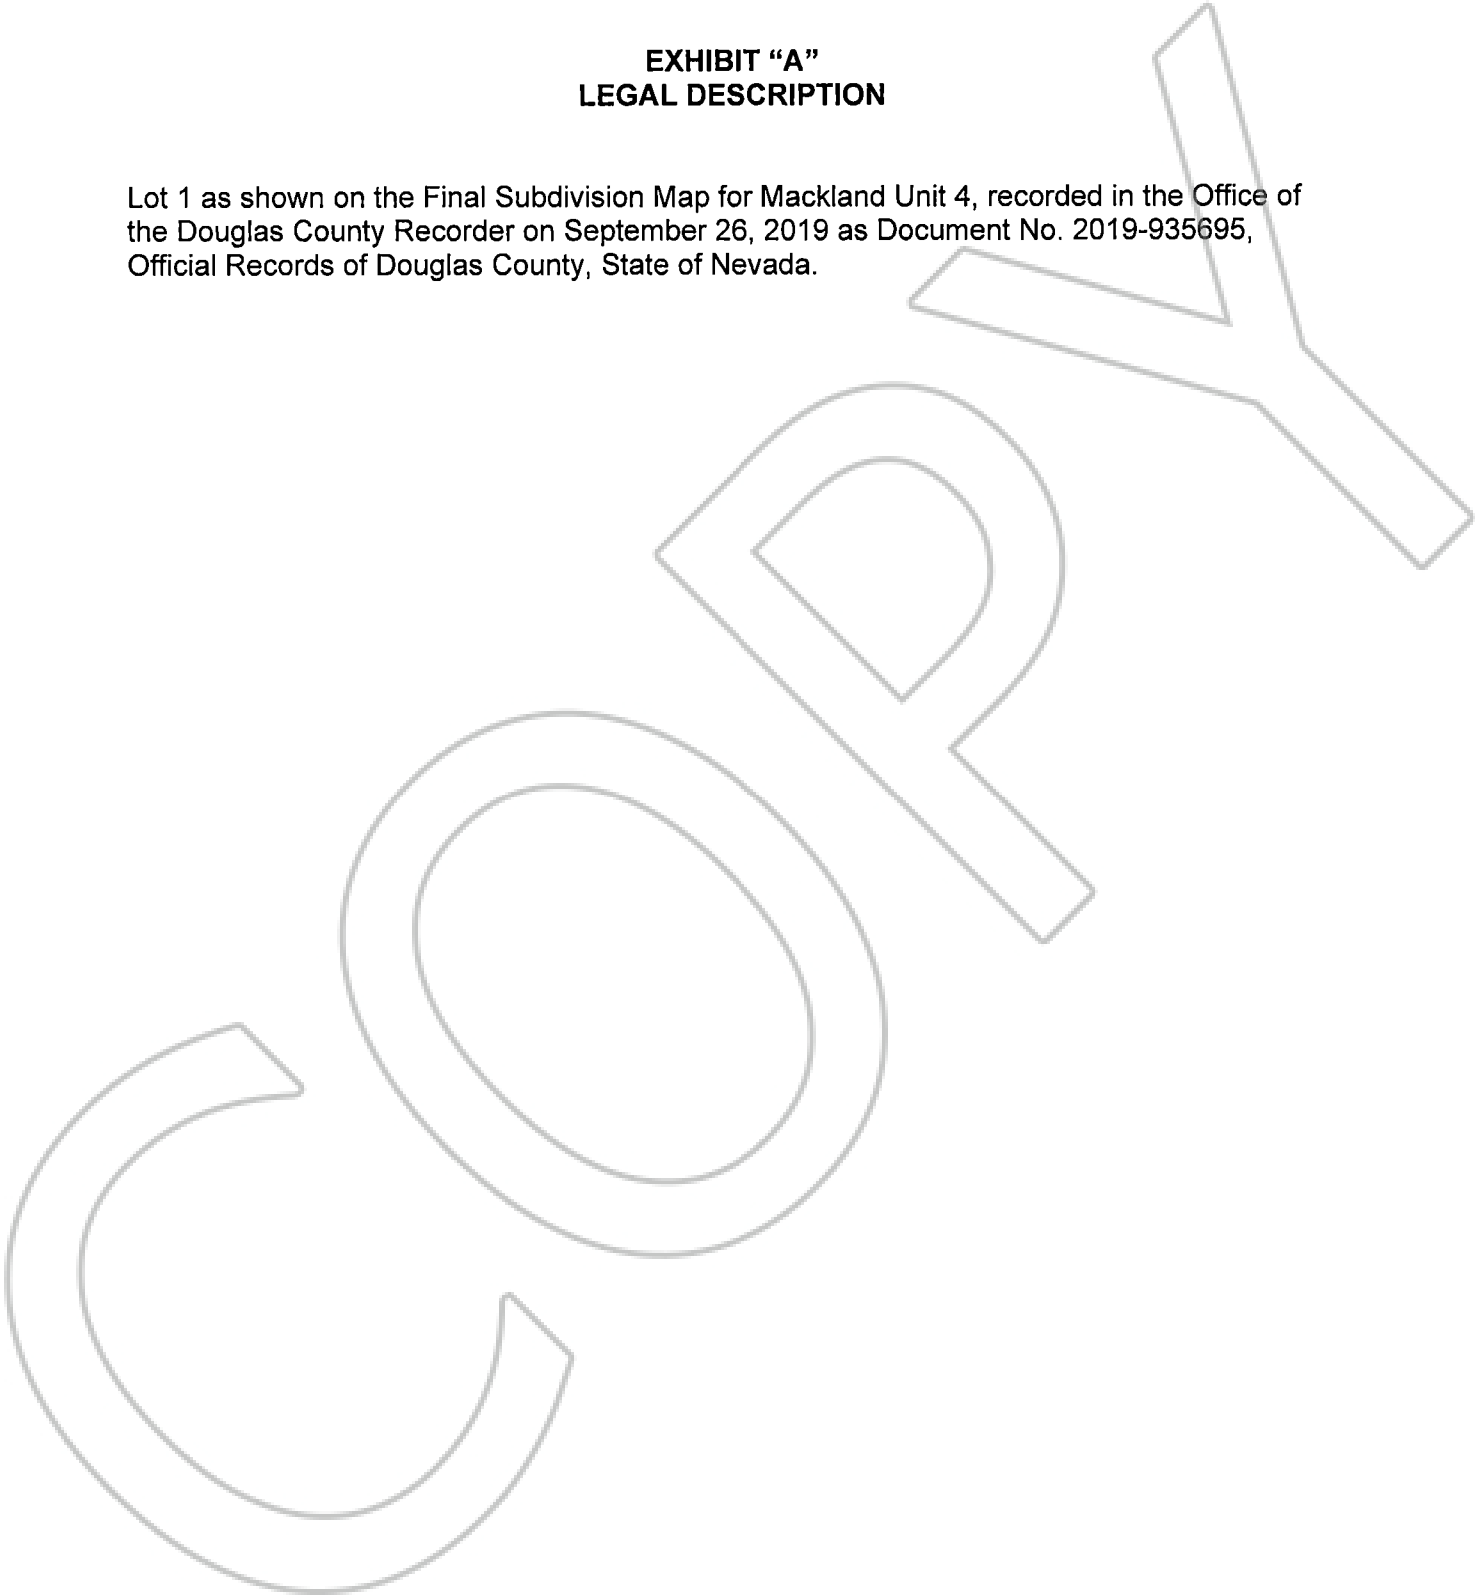 EXHIBIT “A”
LEGAL DESCRIPTION
Lot 1 as shown on the Final Subdivision Map for Mackland Unit 4, recorded in the Office of
the Douglas County Recorder on September 26, 2019 as Document No. 2019-935695,
Official Records of Douglas County, State of Nevada.
COPY